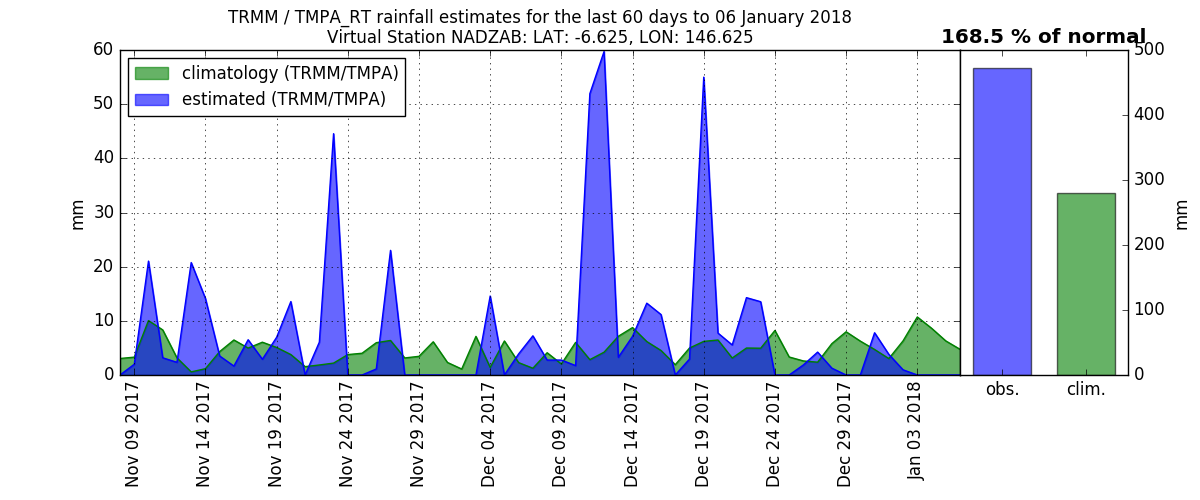 TRMM / TMPA_RT rainfall estimates for the last 60 days to 06 January 2018
Virtual Station NADZAB: LAT: -6.625, LON: 146.625
168.5 % of normal
climatology (TRMM/TMPA)
estimated (TRMM/TMPA)
60
50
40
30
20
10
0
mm
Nov 09 2017
Nov 14 2017
Nov 19 2017
Nov 24 2017
Nov 29 2017
Dec 04 2017
Dec 09 2017
Dec 14 2017
Dec 19 2017
Dec 24 2017
Dec 29 2017
Jan 03 2018
500
400
300
200
100
0
mm
obs.
clim.